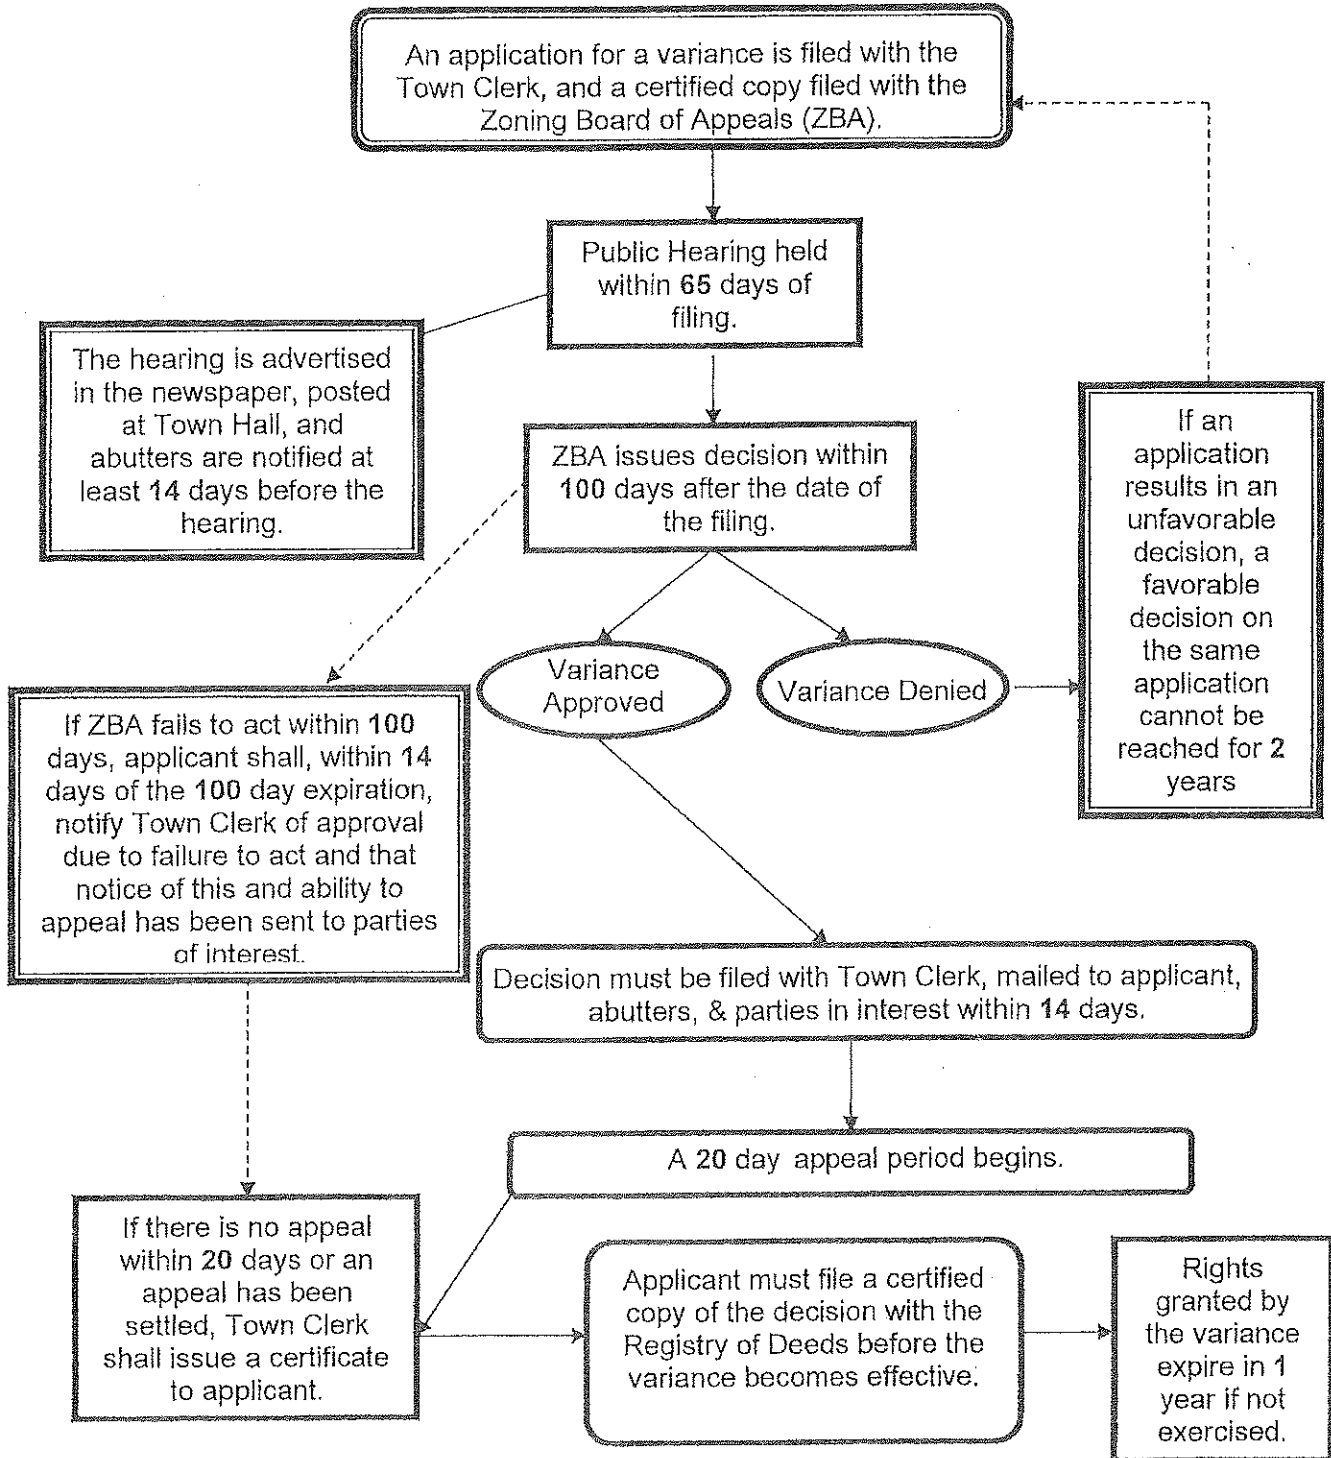 An application for a variance is filed with the
Town Clerk, and a certified copy filed with the
Zoning Board of Appeals (ZBA).
Public Hearing held
within 65 days of
filing.
The hearing is advertised
in the newspaper, posted
at Town Hall, and
abutters are notified at
least 14 days before the
hearing.
ZBA issues decision within
100 days after the date of
the filing.
If an
application
results in an
unfavorable
decision, a
favorable
decision on
the same
application
cannot be
reached for 2
years
Variance
Approved
Variance Denied
If ZBA fails to act within 100
days, applicant shall, within 14
days of the 100 day expiration,
notify Town Clerk of approval
due to failure to act and that
notice of this and ability to
appeal has been sent to parties
of interest.
Decision must be filed with Town Clerk, mailed to applicant,
abutters, & parties in interest within 14 days.
A 20 day appeal period begins.
If there is no appeal
within 20 days or an
appeal has been
settled, Town Clerk
shall issue a certificate
to applicant.
Applicant must file a certified
copy of the decision with the
Registry of Deeds before the
variance becomes effective.
Rights
granted by
the variance
expire in 1
year if not
exercised.